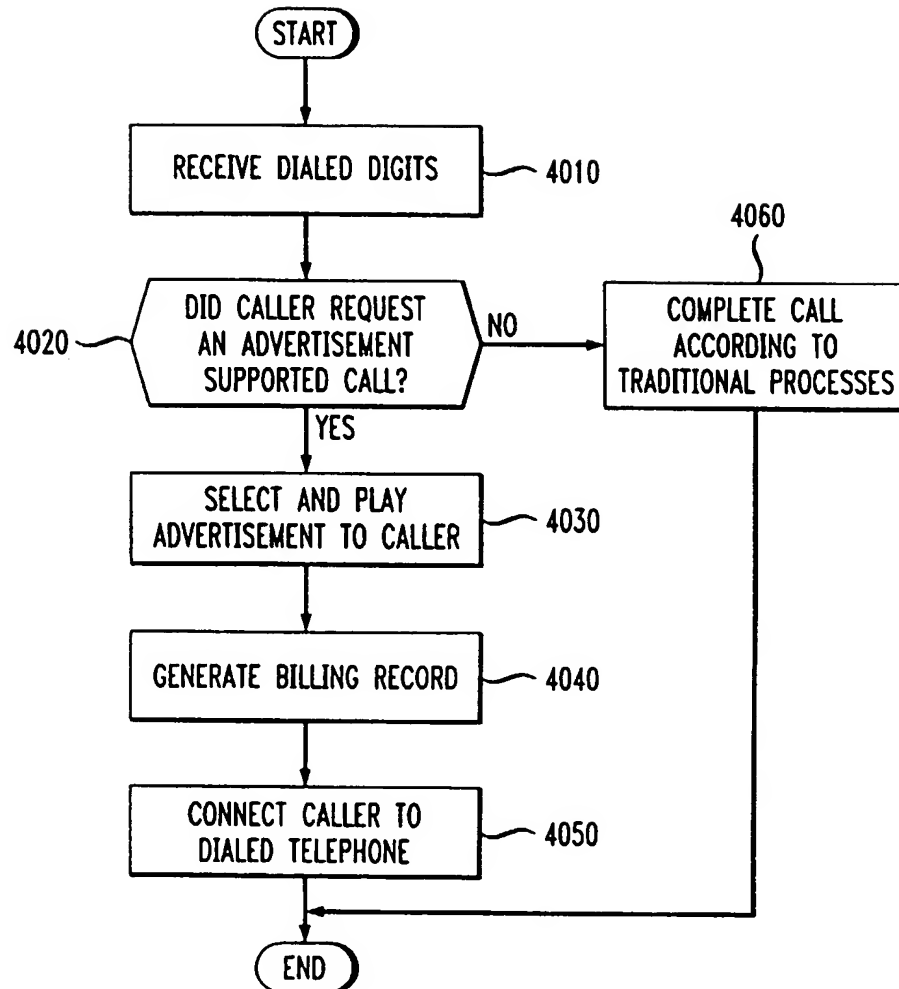 START
RECEIVE DIALED DIGITS
4010
4060
DID CALLER REQUEST
AN ADVERTISEMENT
SUPPORTED CALL?
4020
NO
COMPLETE CALL
ACCORDING TO
TRADITIONAL PROCESSES
YES
SELECT AND PLAY
ADVERTISEMENT TO CALLER
4030
GENERATE BILLING RECORD
4040
CONNECT CALLER TO
DIALED TELEPHONE
4050
END